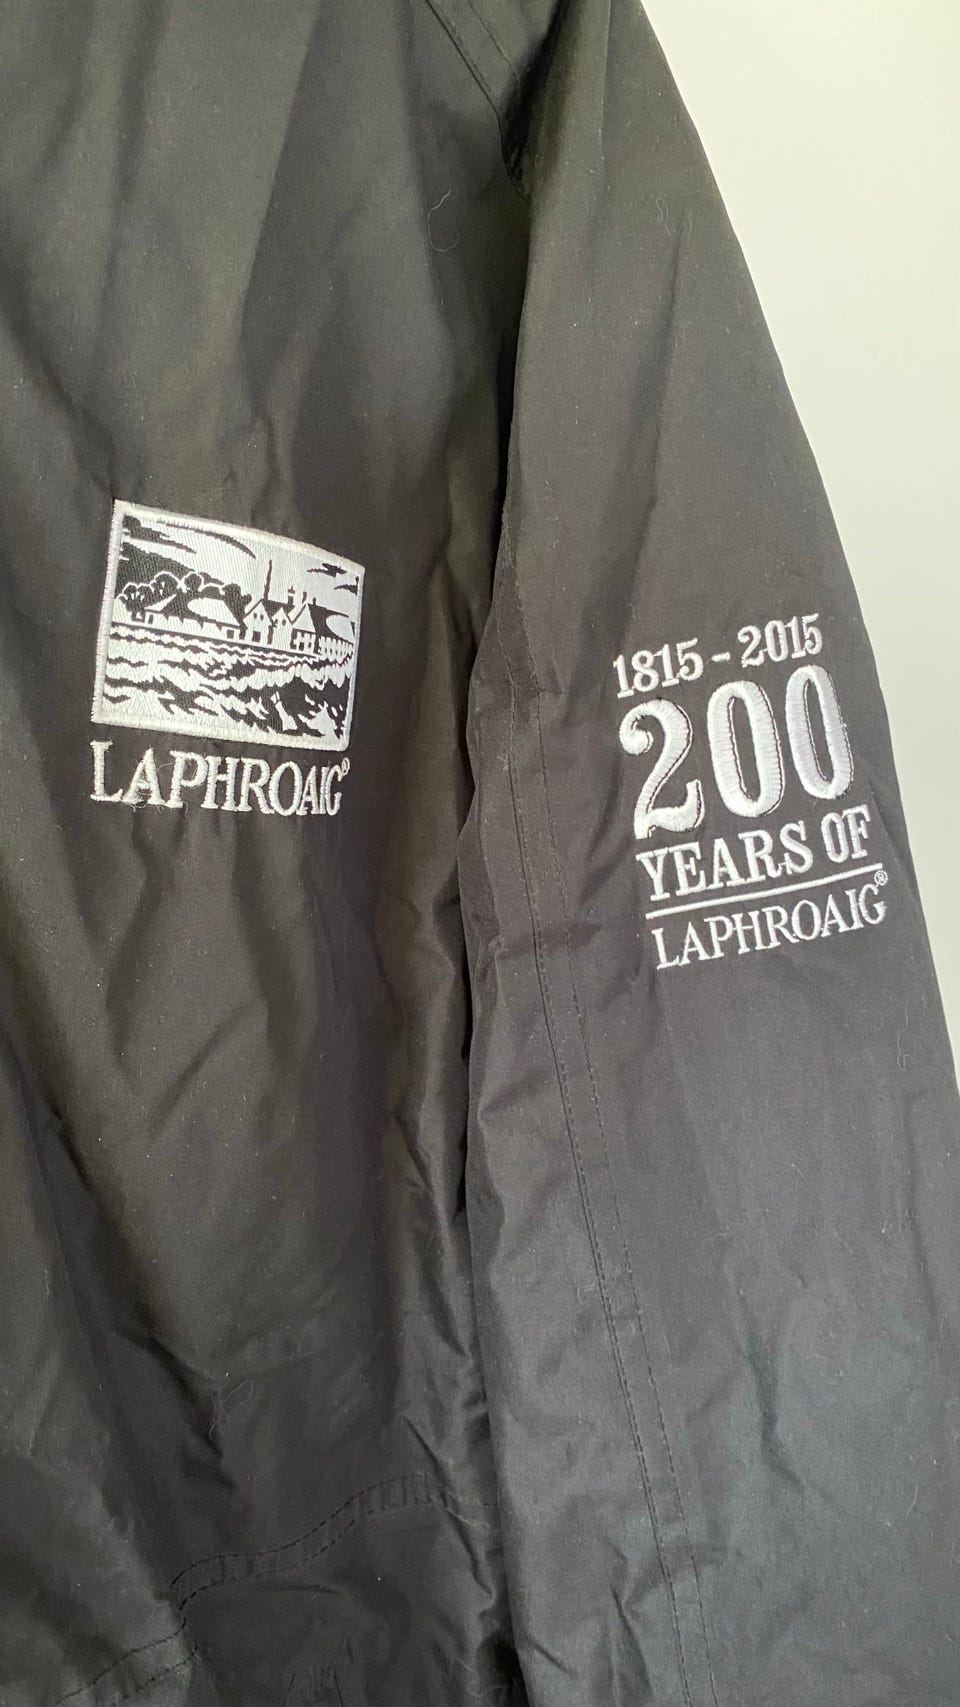 LAPHROAIG®
1815 - 2015
200
YEARS OF
LAPHROAIG®